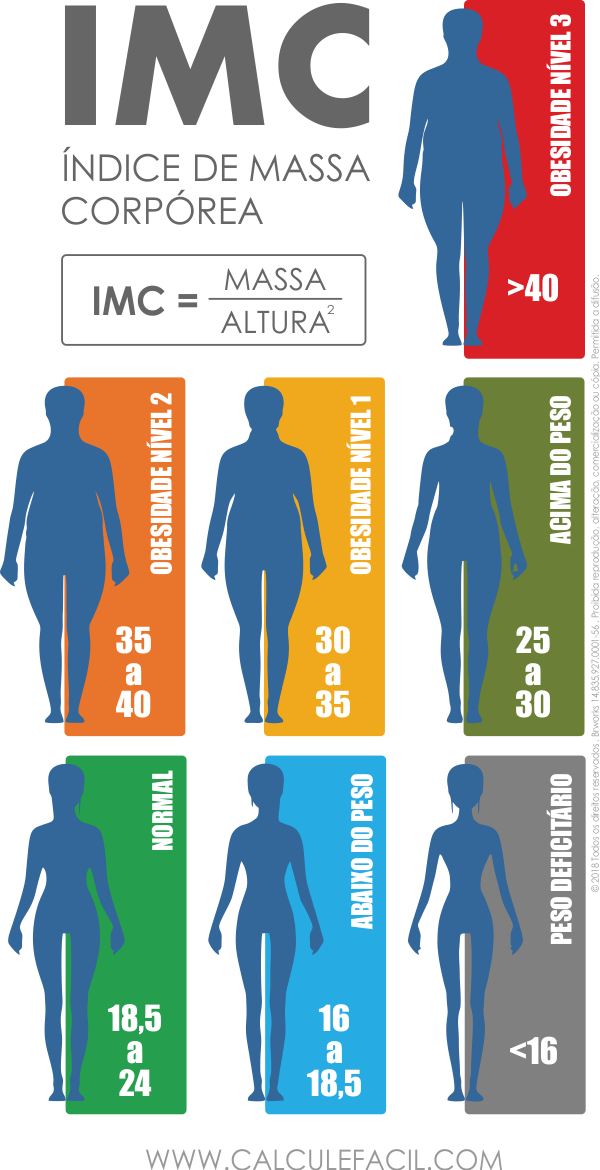 IMC
ÍNDICE DE MASSA
CORPÓREA
IMC = MASSA
ALTURA²
OBESIDADE NÍVEL 3
>40
OBESIDADE NÍVEL 2
35
a
40
OBESIDADE NÍVEL 1
30
a
35
ACIMA DO PESO
25
a
30
NORMAL
18,5
a
24
ABAIXO DO PESO
16
a
18,5
PESO DEFICITÁRIO
<16
© 2018 Todos os direitos reservados . Brworks 14.835.927.0001-56 . Proibida reprodução, alteração, comercialização ou cópia. Permitida a difusão.
WWW.CALCULEFACIL.COM